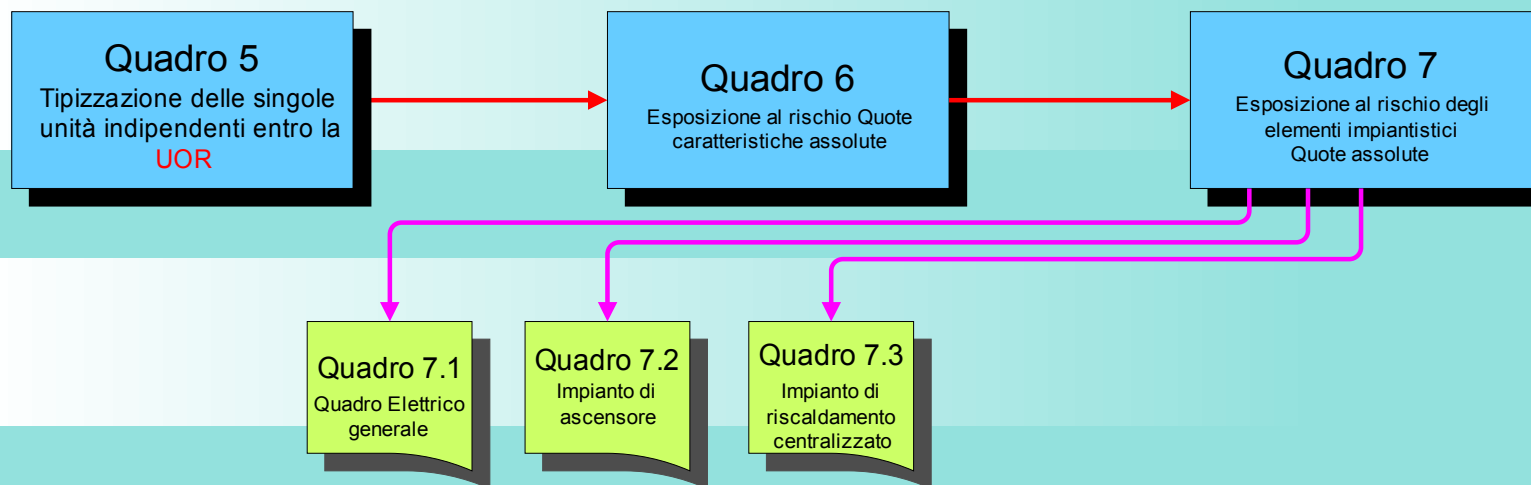 Quadro 5
Tipizzazione delle singole
unità indipendenti entro la
UOR
Quadro 6
Esposizione al rischio Quote
caratteristiche assolute
Quadro 7
Esposizione al rischio degli
elementi impiantistici
Quote assolute
Quadro 7.1
Quadro Elettrico
generale
Quadro 7.2
Impianto di
ascensore
Quadro 7.3
Impianto di
riscaldamento
centralizzato